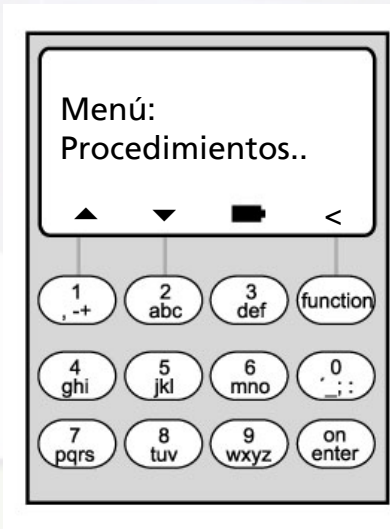 Menú:
Procedimientos..
<
1 2 3 function
, -+ abc def
4 5 6 0
ghi jkl mno ´_; :
7 8 9 on
pqrs tuv wxyz enter